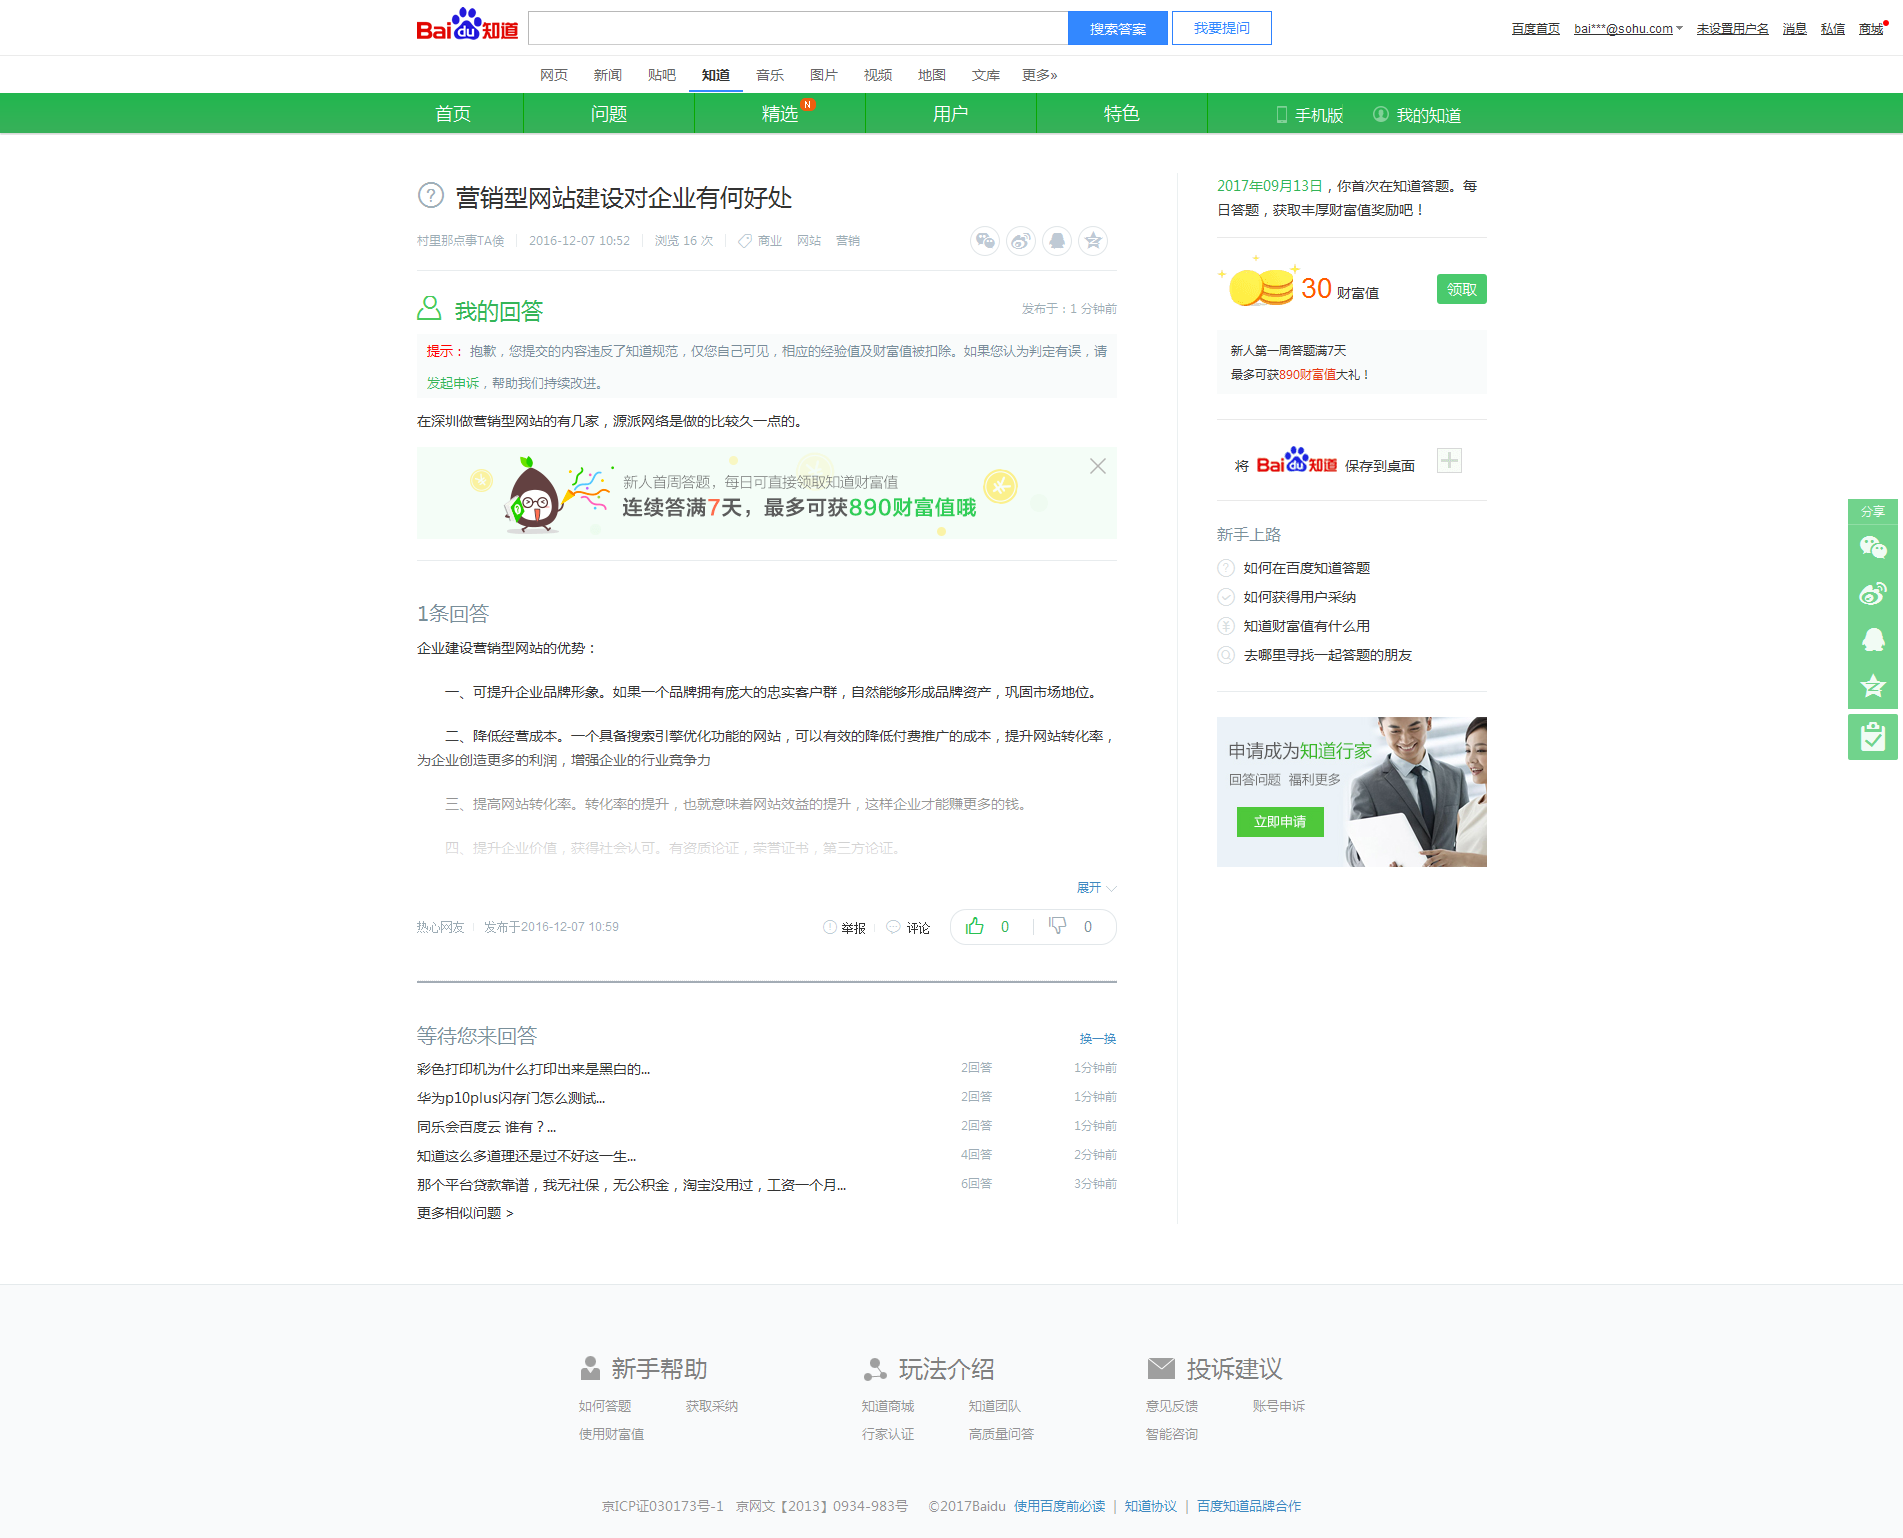 Baidu知道
搜索答案
我要提问
百度首页
bai***@sohu.com
未设置用户名
消息
私信
商城
网页 新闻 贴吧 知道 音乐 图片 视频 地图 文库 更多»
首页
问题
精选
N
用户
特色
手机版
我的知道
营销型网站建设对企业有何好处
村里那点事TA俭 2016-12-07 10:52 浏览 16 次 商业 网站 营销
我的回答
发布于：1 分钟前
提示： 抱歉，您提交的内容违反了知道规范，仅您自己可见，相应的经验值及财富值被扣除。如果您认为判定有误，请
发起申诉，帮助我们持续改进。
在深圳做营销型网站的有几家，源派网络是做的比较久一点的。
新人首周答题，每日可直接领取知道财富值
连续答满7天，最多可获890财富值哦
1条回答
企业建设营销型网站的优势：
一、可提升企业品牌形象。如果一个品牌拥有庞大的忠实客户群，自然能够形成品牌资产，巩固市场地位。
二、降低经营成本。一个具备搜索引擎优化功能的网站，可以有效的降低付费推广的成本，提升网站转化率，
为企业创造更多的利润，增强企业的行业竞争力
三、提高网站转化率。转化率的提升，也就意味着网站效益的提升，这样企业才能赚更多的钱。
四、提升企业价值，获得社会认可。有资质论证，荣誉证书，第三方论证。
展开
热心网友 发布于2016-12-07 10:59
举报
评论
0
0
等待您来回答
换一换
彩色打印机为什么打印出来是黑白的... 2回答 1分钟前
华为p10plus闪存门怎么测试... 2回答 1分钟前
同乐会百度云 谁有？... 2回答 1分钟前
知道这么多道理还是过不好这一生... 4回答 2分钟前
那个平台贷款靠谱，我无社保，无公积金，淘宝没用过，工资一个月... 6回答 3分钟前
更多相似问题 >
2017年09月13日，你首次在知道答题。每
日答题，获取丰厚财富值奖励吧！
30 财富值
领取
新人第一周答题满7天
最多可获890财富值大礼！
将 Baidu知道 保存到桌面
新手上路
如何在百度知道答题
如何获得用户采纳
知道财富值有什么用
去哪里寻找一起答题的朋友
申请成为知道行家
回答问题 福利更多
立即申请
分享
新手帮助
如何答题 获取采纳
使用财富值
玩法介绍
知道商城 知道团队
行家认证 高质量问答
投诉建议
意见反馈 账号申诉
智能咨询
京ICP证030173号-1 京网文【2013】0934-983号 ©2017Baidu 使用百度前必读 | 知道协议 | 百度知道品牌合作